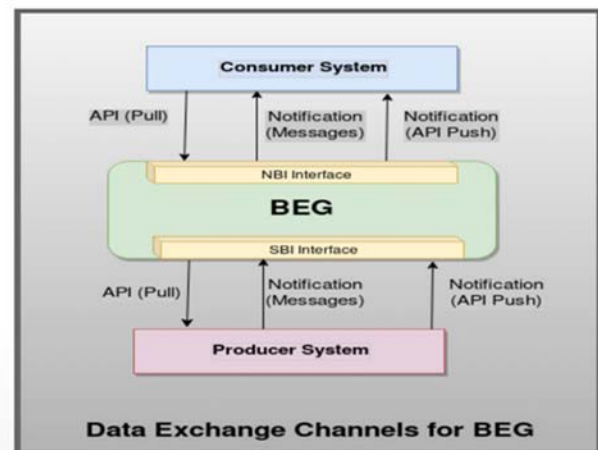 Consumer System
API (Pull)
Notification
(Messages)
Notification
(API Push)
NBI Interface
BEG
SBI Interface
API (Pull)
Notification
(Messages)
Notification
(API Push)
Producer System
Data Exchange Channels for BEG